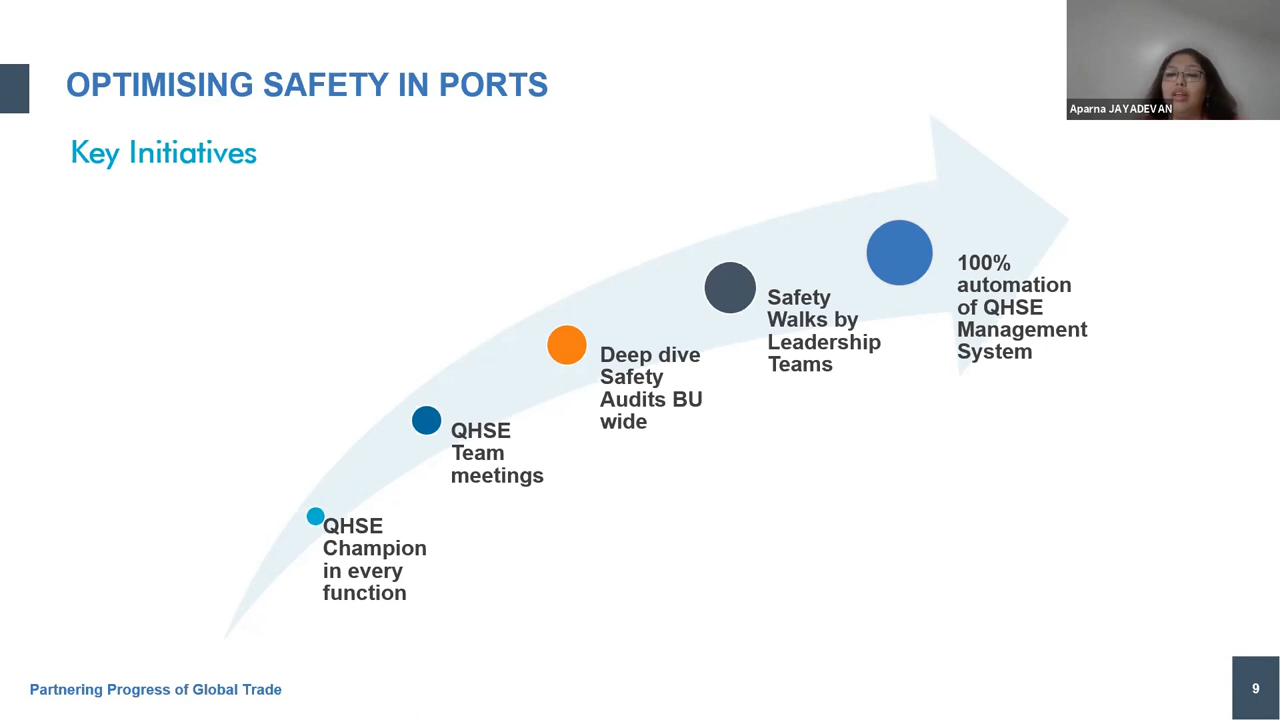 OPTIMISING SAFETY IN PORTS
Aparna JAYADEVAN
Key Initiatives
100%
automation
of QHSE
Management
System
Safety
Walks by
Leadership
Teams
Deep dive
Safety
Audits BU
wide
QHSE
Team
meetings
QHSE
Champion
in every
function
Partnering Progress of Global Trade
9